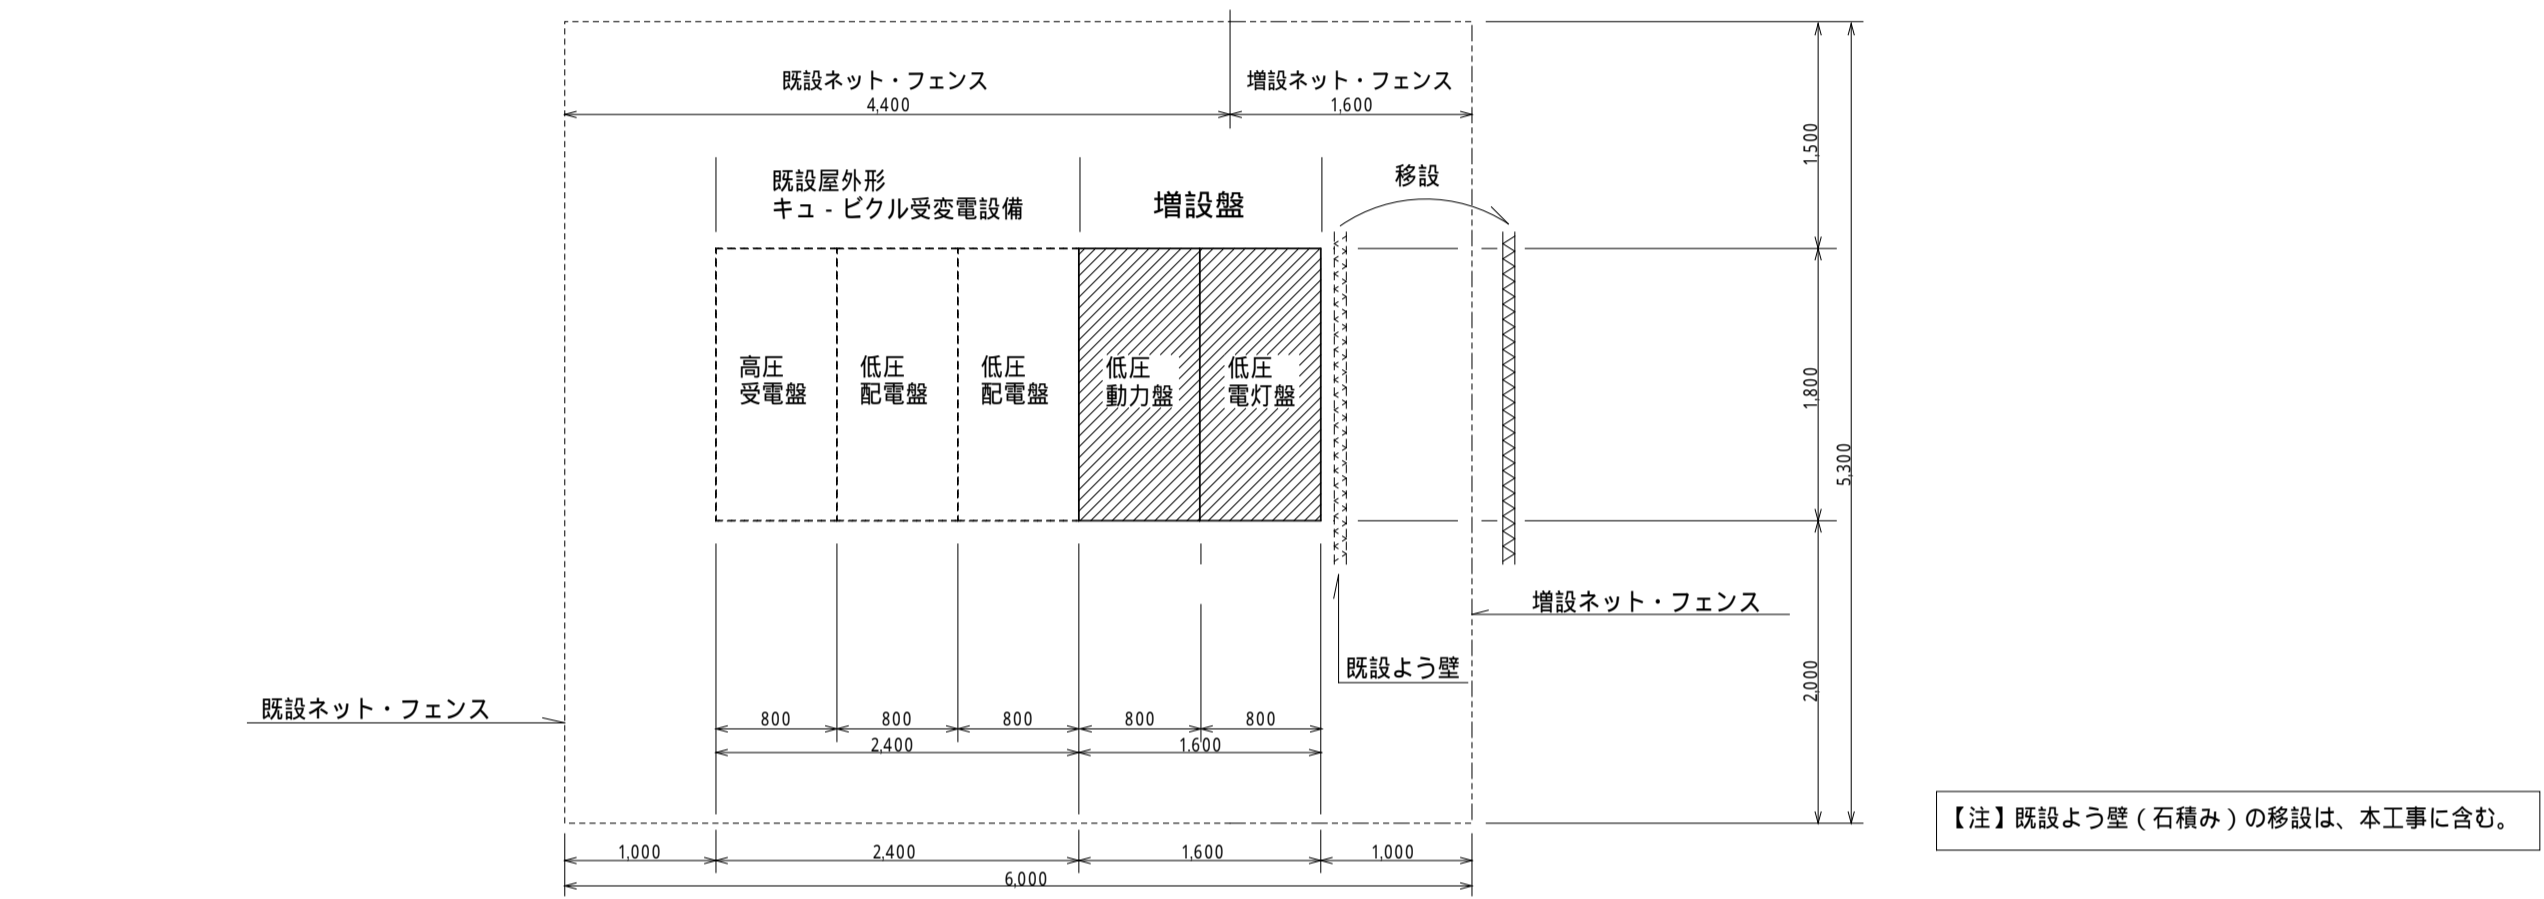 既設ネット・フェンス
4,400
増設ネット・フェンス
1,600
1,500
既設屋外形
キュ-ビクル受変電設備
増設盤
移設
高圧
受電盤
低圧
配電盤
低圧
配電盤
低圧
動力盤
低圧
電灯盤
1,800
5,300
増設ネット・フェンス
既設よう壁
2,000
既設ネット・フェンス
800
800
800
800
800
2,400
1.600
【注】既設よう壁(石積み)の移設は、本工事に含む。
1,000
2,400
1,600
1,000
6,000